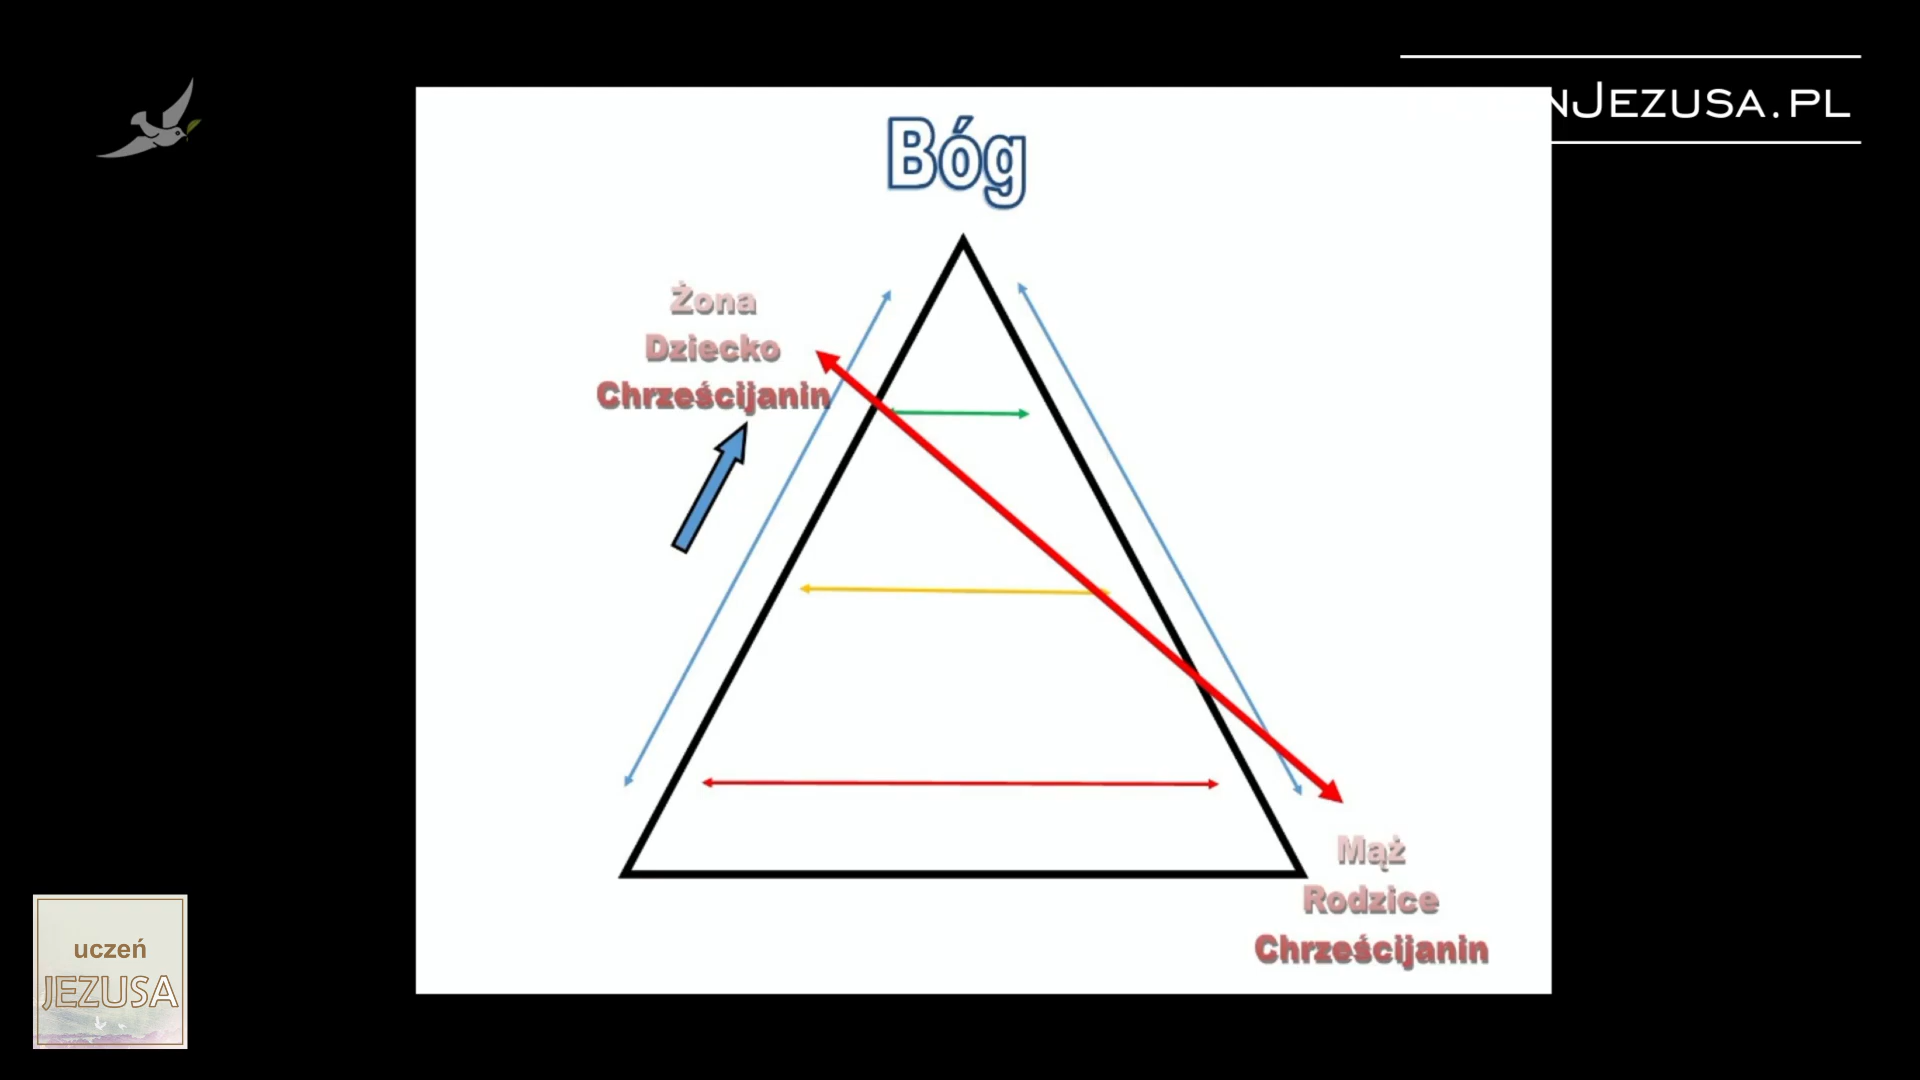 NJEZUSA.PL
Bóg
Żona
Dziecko
Chrześcijanin
Mąż
Rodzice
Chrześcijanin
uczeń
JEZUSA